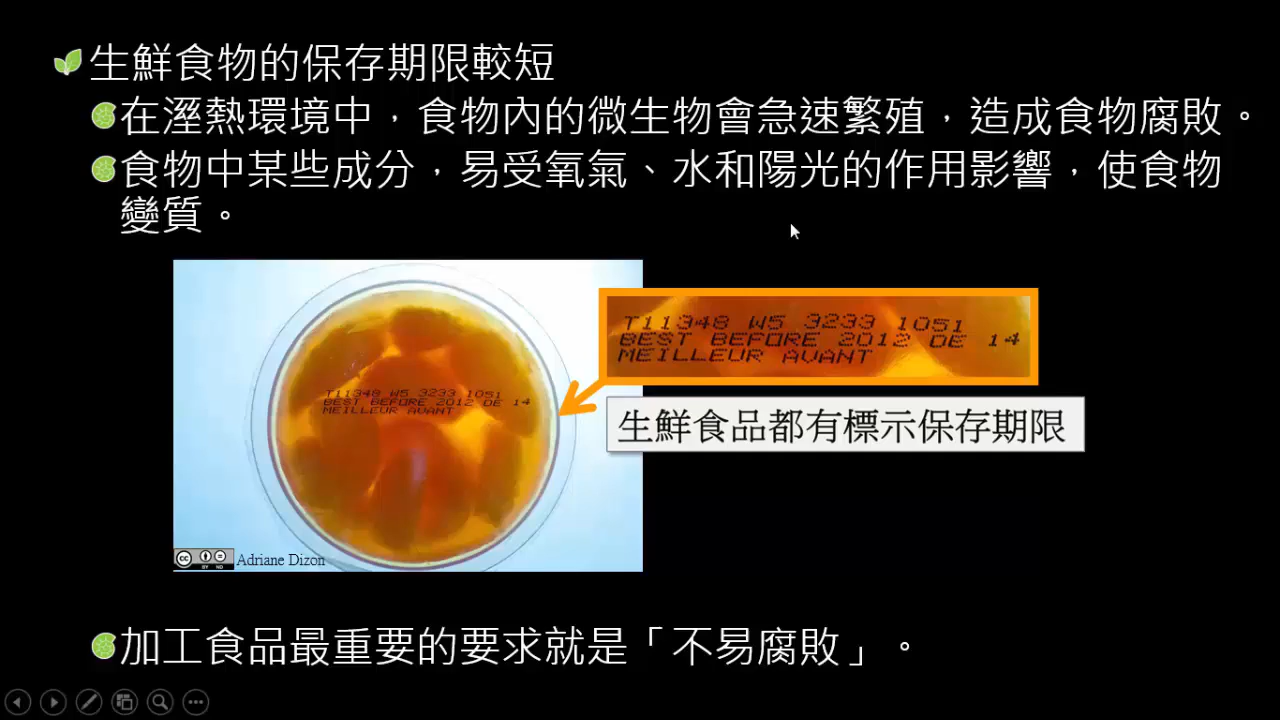 生鮮食物的保存期限較短
在溼熱環境中，食物內的微生物會急速繁殖，造成食物腐敗。
食物中某些成分，易受氧氣、水和陽光的作用影響，使食物
變質。
T11348 W5 3233 1051
BEST BEFORE 2012 DE 14
MEILLEUR AVANT
T11348 W5 3233 1051
BEST BEFORE 2012 DE 14
MEILLEUR AVANT
生鮮食品都有標示保存期限
cc BY ND Adriane Dizon
加工食品最重要的要求就是「不易腐敗」。